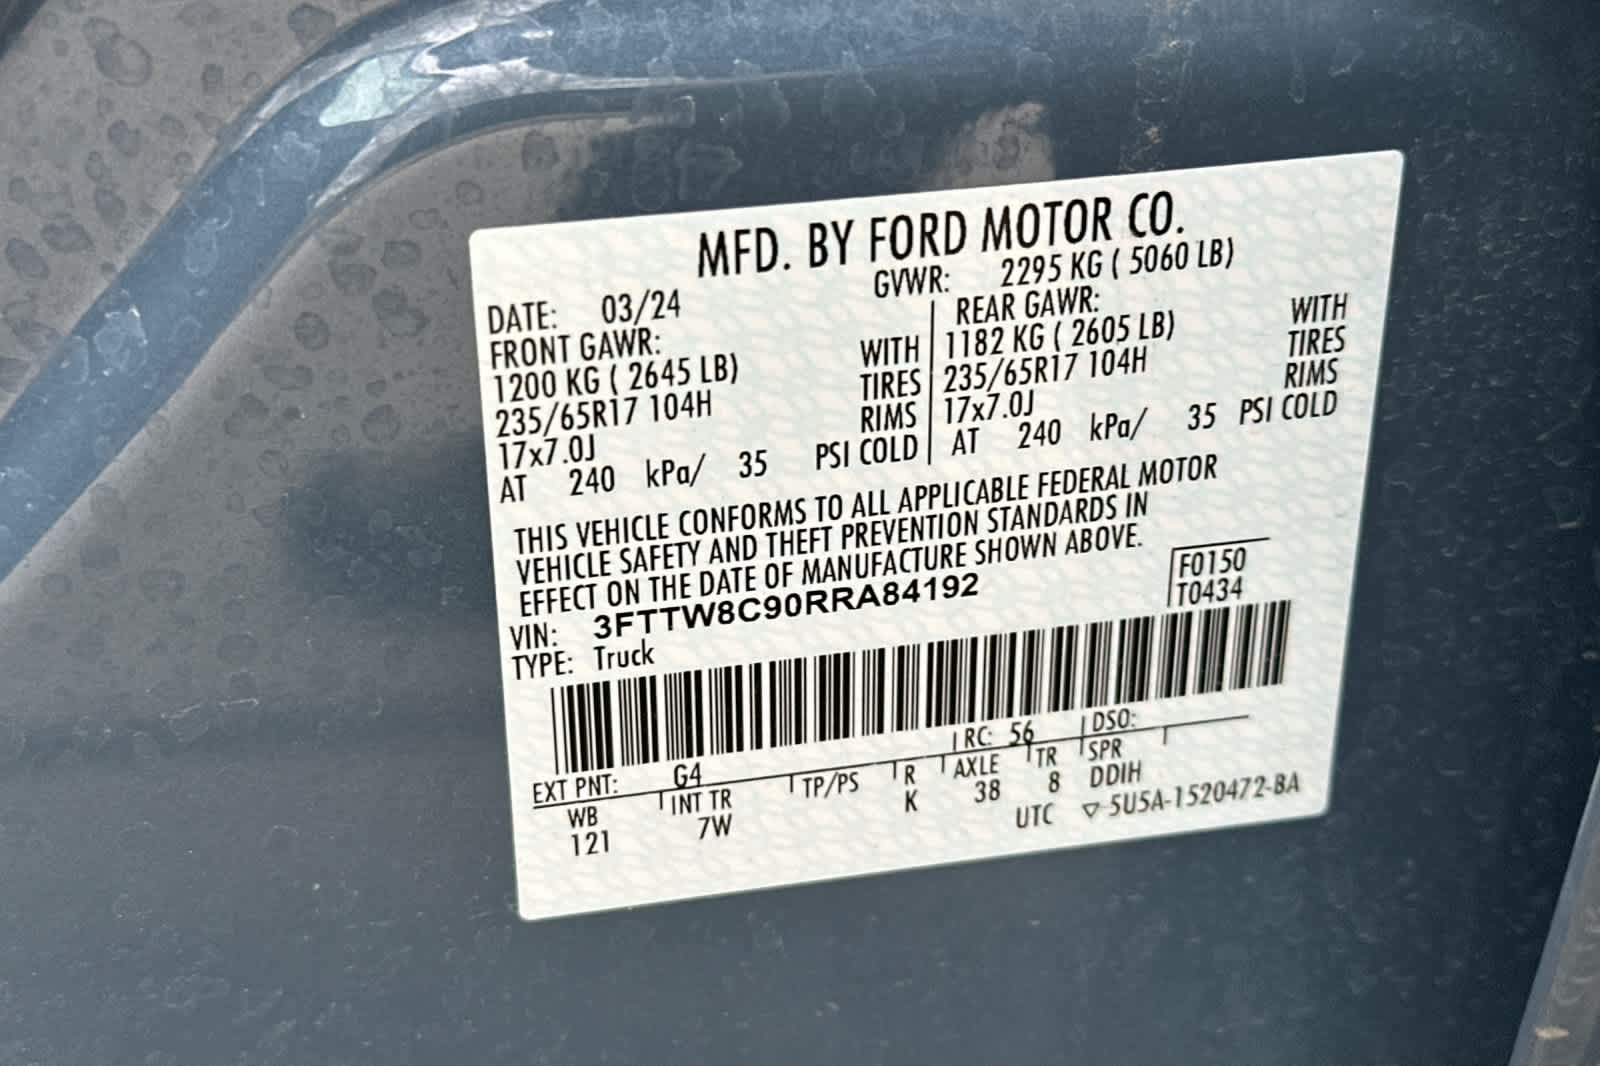 MFD. BY FORD MOTOR CO.
DATE: 03/24 GVWR: 2295 KG ( 5060 LB)
FRONT GAWR: REAR GAWR:
1200 KG ( 2645 LB) WITH 1182 KG ( 2605 LB) WITH
235/65R17 104H TIRES 235/65R17 104H TIRES
17x7.0J RIMS 17x7.0J RIMS
AT 240 kPa/ 35 PSI COLD AT 240 kPa/ 35 PSI COLD
THIS VEHICLE CONFORMS TO ALL APPLICABLE FEDERAL MOTOR
VEHICLE SAFETY AND THEFT PREVENTION STANDARDS IN
EFFECT ON THE DATE OF MANUFACTURE SHOWN ABOVE.
VIN: 3FTTW8C90RRA84192 F0150
TYPE: Truck T0434
EXT PNT: G4 RC: 56 DSO:
WB INT TR TP/PS R AXLE TR SPR
121 7W K 38 8 DDIH
UTC ▽ 5U5A-1520472-BA